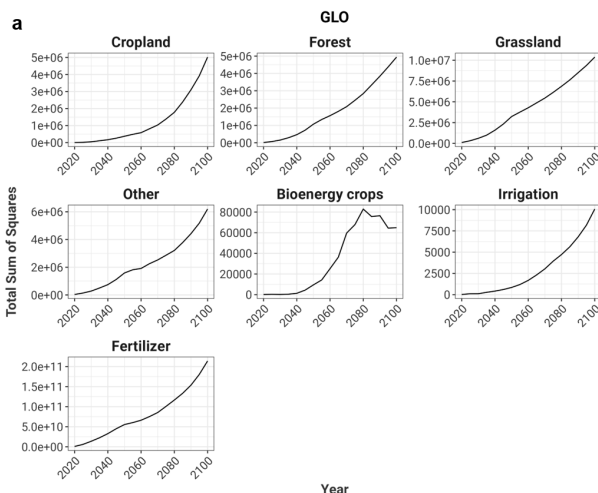 a
GLO
Cropland
Forest
Grassland
5e+06
4e+06
3e+06
2e+06
1e+06
0e+00
2020
2040
2060
2080
2100
5e+06
4e+06
3e+06
2e+06
1e+06
0e+00
2020
2040
2060
2080
2100
1.0e+07
7.5e+06
5.0e+06
2.5e+06
0.0e+00
2020
2040
2060
2080
2100
Total Sum of Squares
Other
Bioenergy crops
Irrigation
6e+06
4e+06
2e+06
0e+00
2020
2040
2060
2080
2100
80000
60000
40000
20000
0
2020
2040
2060
2080
2100
10000
7500
5000
2500
0
2020
2040
2060
2080
2100
Fertilizer
2.0e+11
1.5e+11
1.0e+11
5.0e+10
0.0e+00
2020
2040
2060
2080
2100
Year